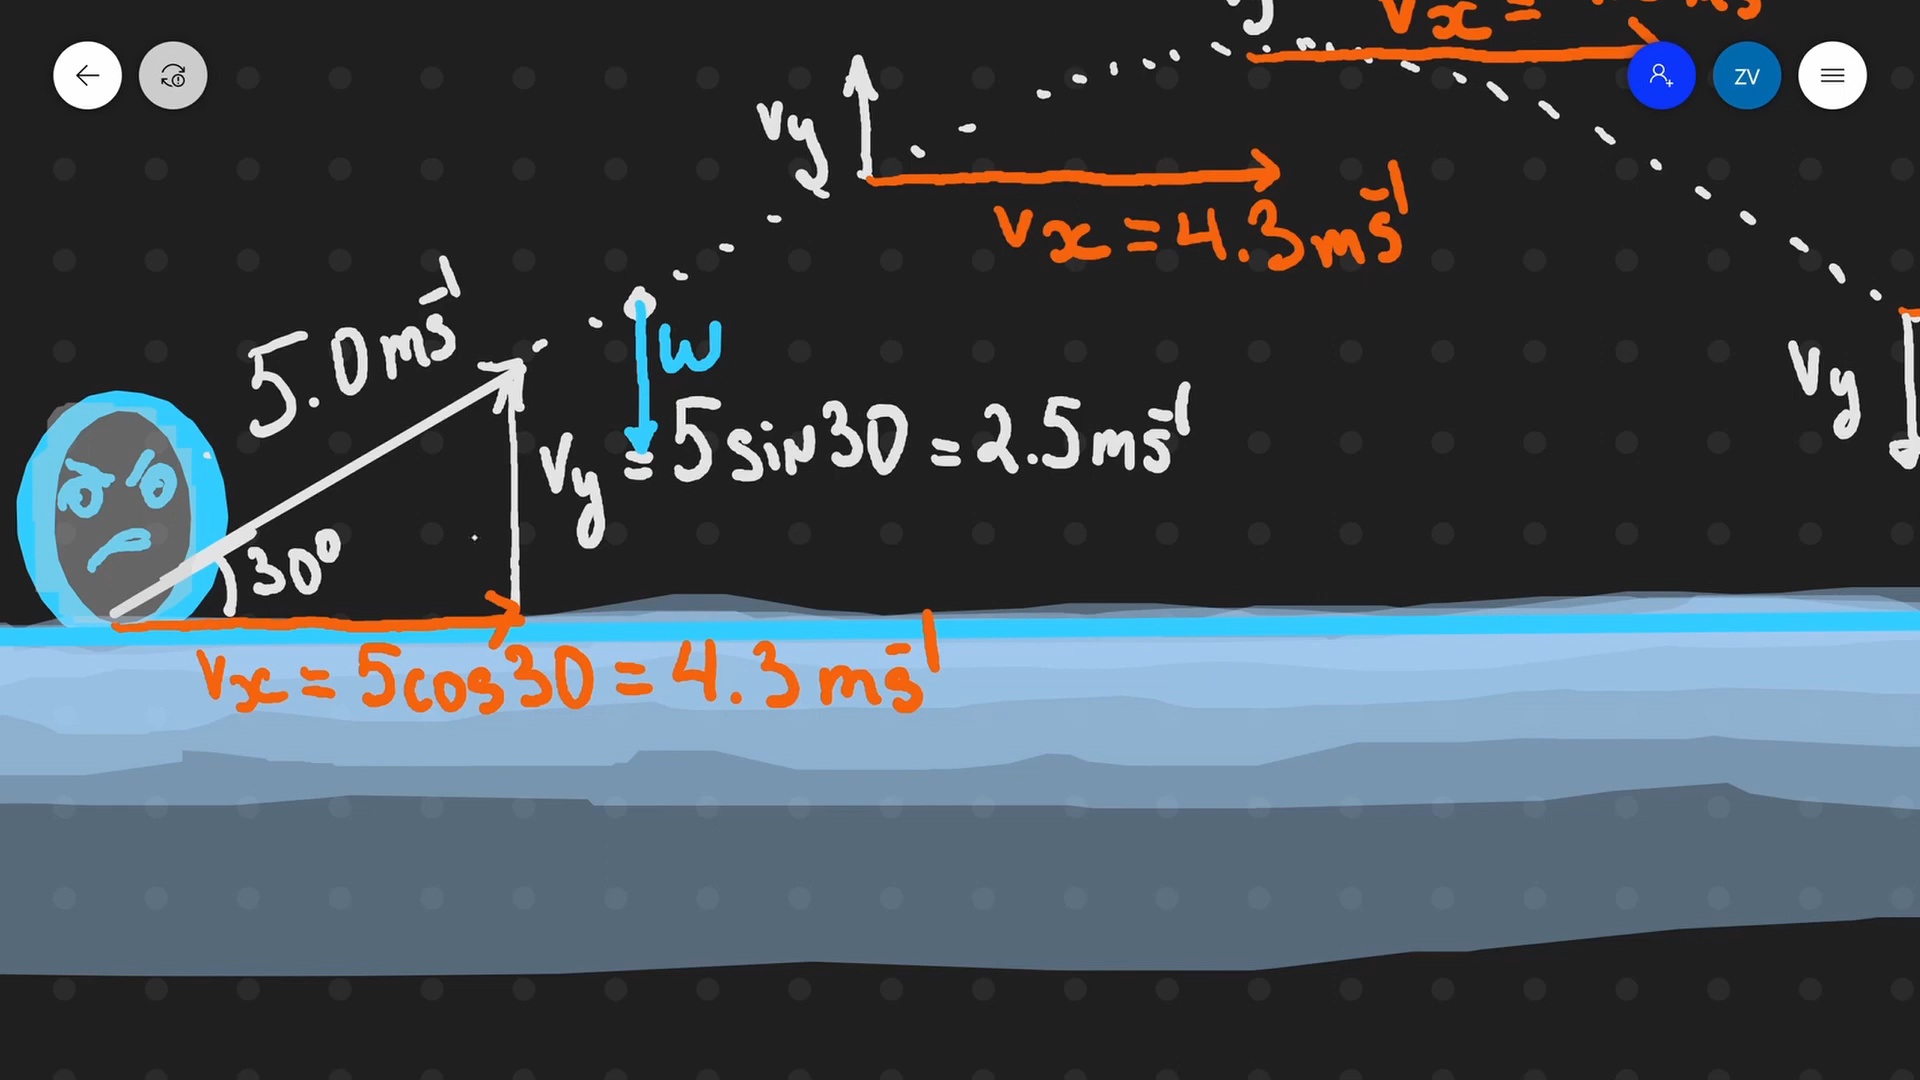 ZV
vy
vx = 4.3ms⁻¹
5.0ms⁻¹
W
vy = 5sin30 = 2.5ms⁻¹
vy
30°
vx = 5cos30 = 4.3ms⁻¹